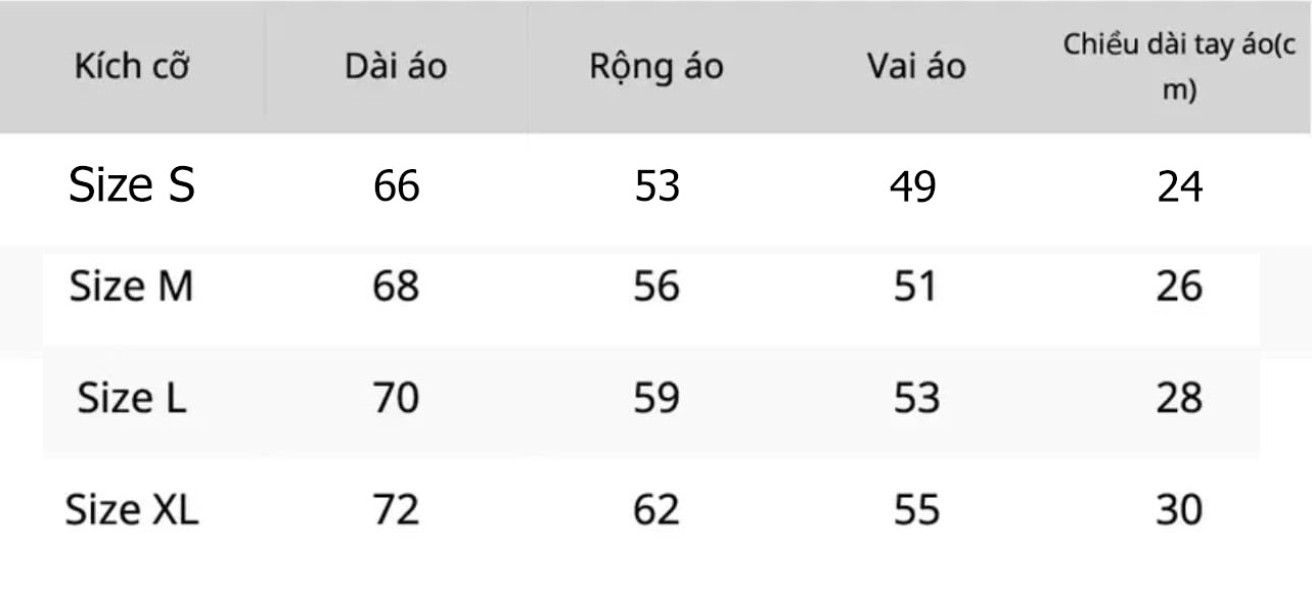 Kích cỡ Dài áo Rộng áo Vai áo Chiều dài tay áo(c
m)
Size S 66 53 49 24
Size M 68 56 51 26
Size L 70 59 53 28
Size XL 72 62 55 30